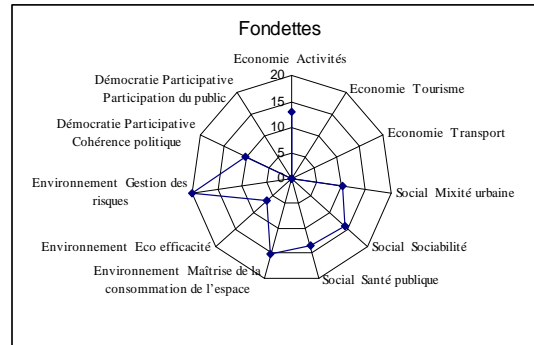 Fondettes
Economie Activités
Economie Tourisme
Economie Transport
Social Mixité urbaine
Social Sociabilité
Social Santé publique
Environnement Maîtrise de la
consommation de l'espace
Environnement Eco efficacité
Environnement Gestion des
risques
Démocratie Participative
Cohérence politique
Démocratie Participative
Participation du public
20
15
10
5
0